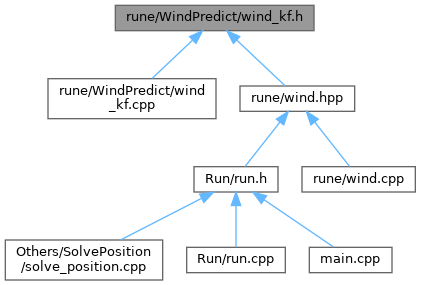 rune/WindPredict/wind_kf.h
rune/WindPredict/wind
_kf.cpp
rune/wind.hpp
Run/run.h
rune/wind.cpp
Others/SolvePosition
/solve_position.cpp
Run/run.cpp
main.cpp